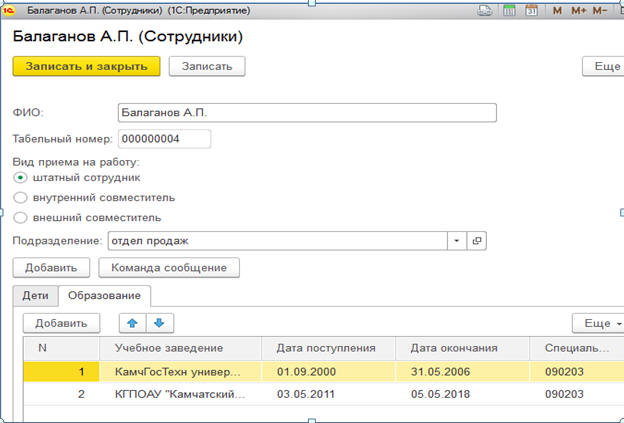 Балаганов А.П. (Сотрудники) (1С:Предприятие) M M+ M-
Балаганов А.П. (Сотрудники)
Записать и закрыть Записать Еще
ФИО: Балаганов А.П.
Табельный номер: 000000004
Вид приема на работу:
штатный сотрудник
внутренний совместитель
внешний совместитель
Подразделение: отдел продаж
Добавить Команда сообщение
Дети Образование
Добавить Еще
N Учебное заведение Дата поступления Дата окончания Специаль...
1 КамчГосТехн универ... 01.09.2000 31.05.2006 090203
2 КГПОАУ "Камчатский... 03.05.2011 05.05.2018 090203